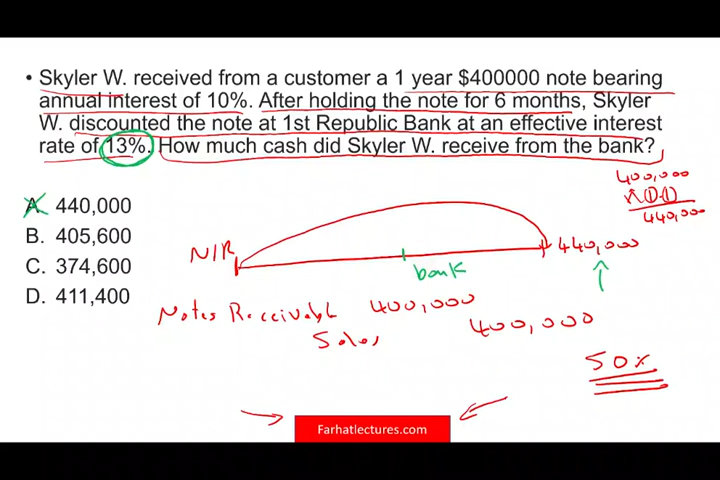 • Skyler W. received from a customer a 1 year $400000 note bearing
annual interest of 10%. After holding the note for 6 months, Skyler
W. discounted the note at 1st Republic Bank at an effective interest
rate of 13%. How much cash did Skyler W. receive from the bank?
400,000
440,000
A. 440,000
B. 405,600
C. 374,600
D. 411,400
N/R
440,000
bank
Notes Receivable 400,000
Sales 400,000
50%
Farhatlectures.com